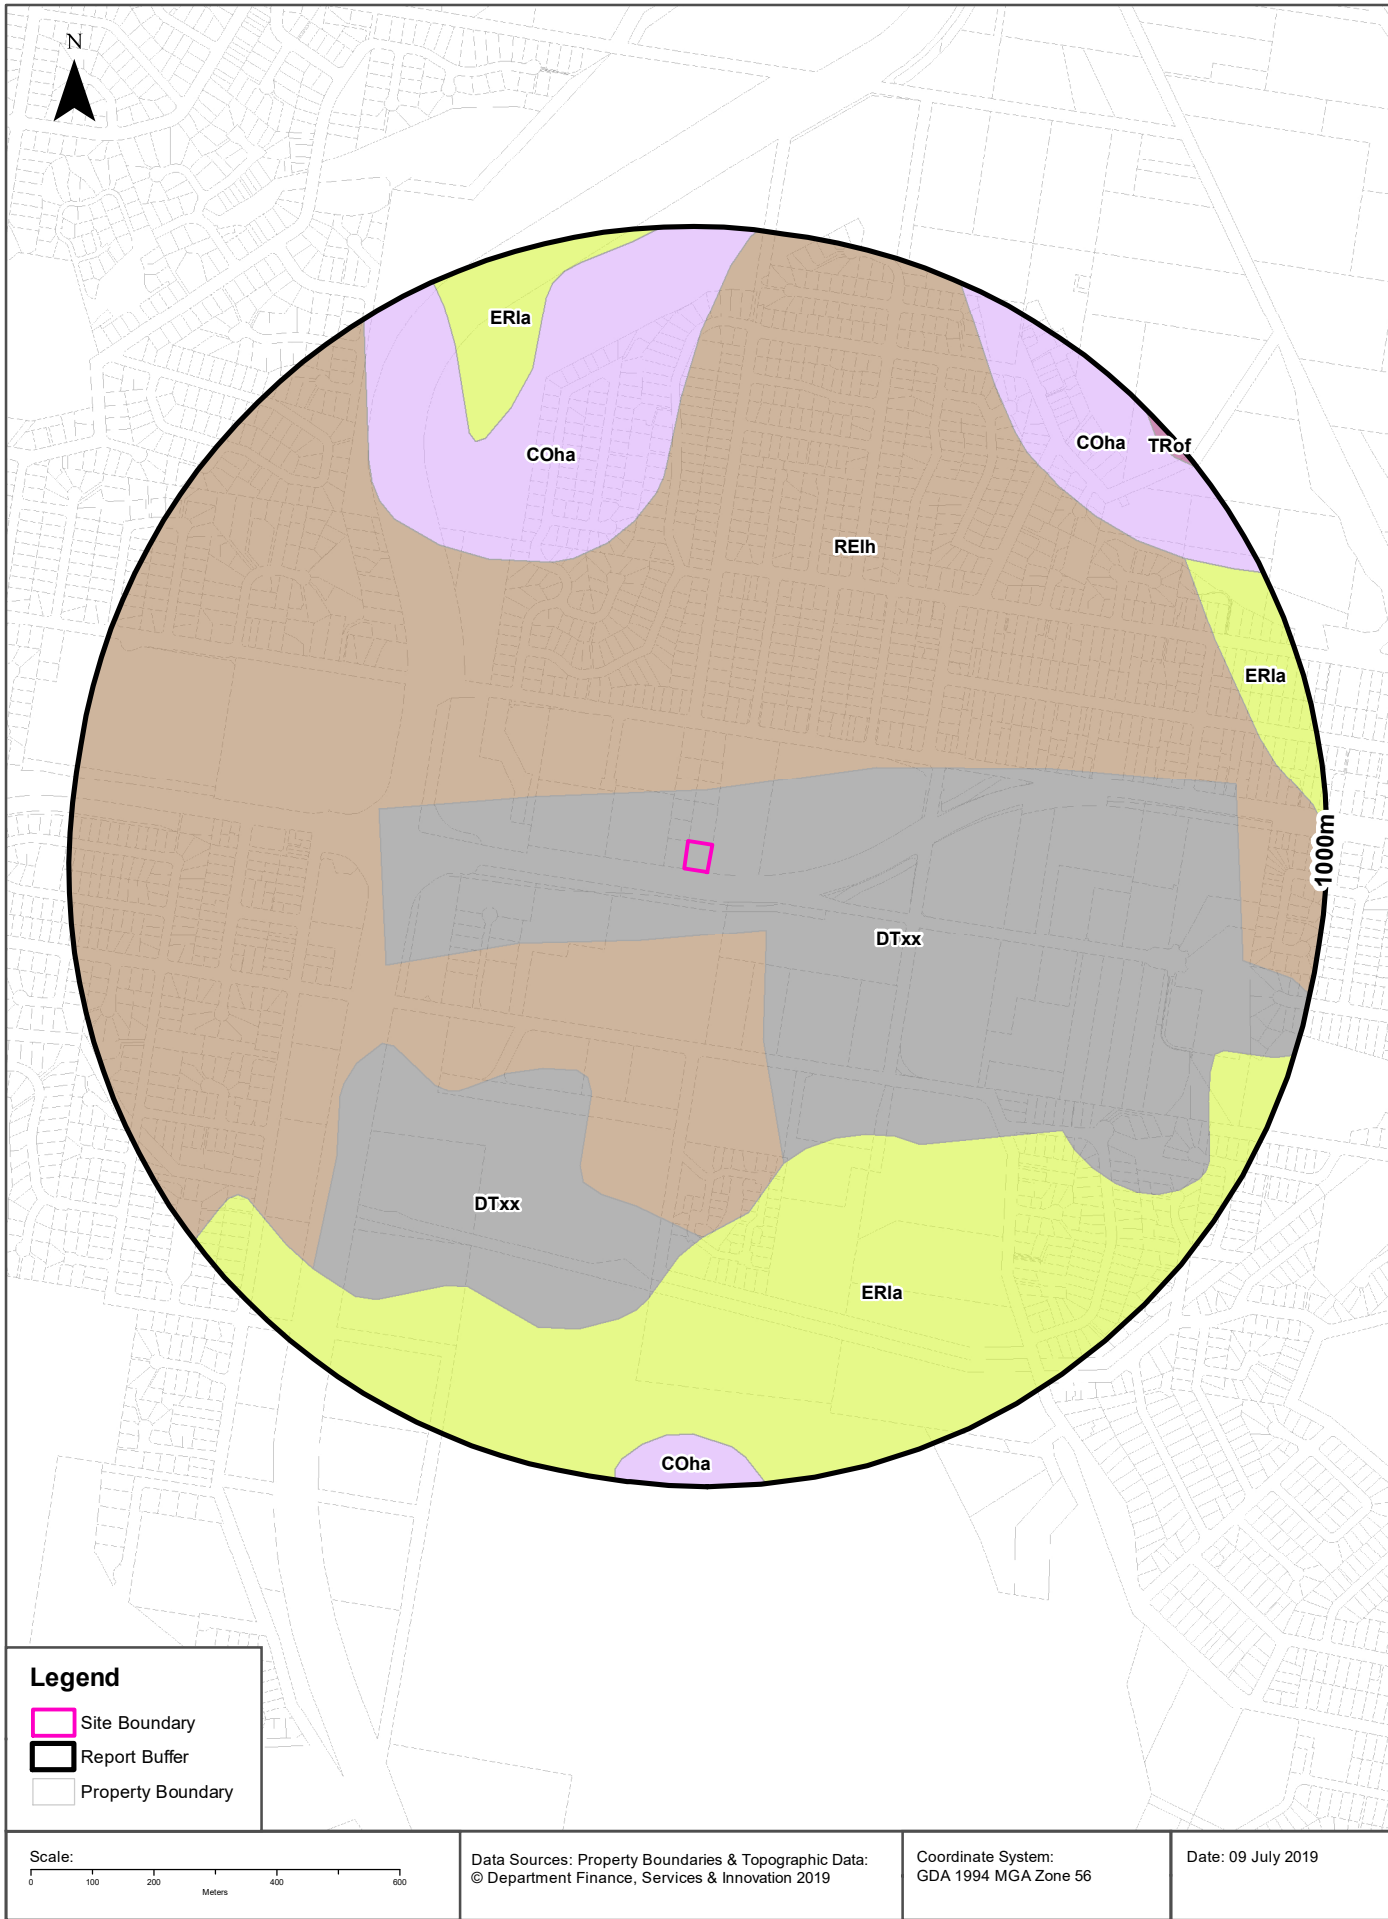 N
ERla
COha
COha
TRof
RElh
ERla
1000m
DTxx
DTxx
ERla
COha
Legend
Site Boundary
Report Buffer
Property Boundary
Scale:
0 100 200 400 600
Meters
Data Sources: Property Boundaries & Topographic Data:
© Department Finance, Services & Innovation 2019
Coordinate System:
GDA 1994 MGA Zone 56
Date: 09 July 2019